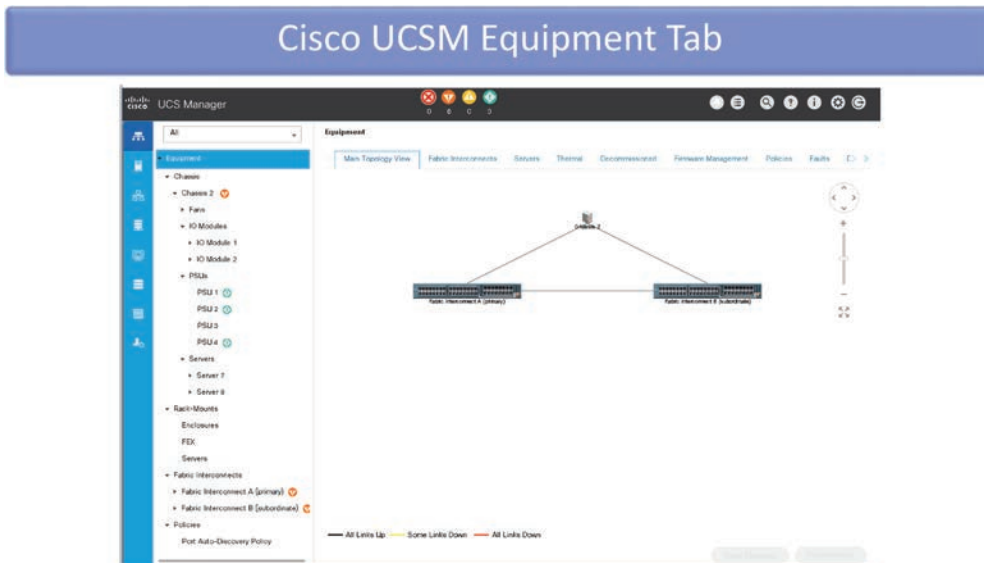 Cisco UCSM Equipment Tab
CISCO UCS Manager
All
Equipment
Equipment
Main Topology View Fabric Interconnects Servers Thermal Decommissioned Firmware Management Policies Faults
Chassis
Chassis 2
Fans
IO Modules
IO Module 1
IO Module 2
PSUs
PSU 1
PSU 2
PSU 3
PSU 4
Servers
Server 7
Server 8
Rack-Mounts
Enclosures
FEX
Servers
Fabric Interconnects
Fabric Interconnect A (primary)
Fabric Interconnect B (subordinate)
Policies
Port Auto-Discovery Policy
Chassis 2
Fabric Interconnect A (primary) Fabric Interconnect B (subordinate)
All Links Up Some Links Down All Links Down